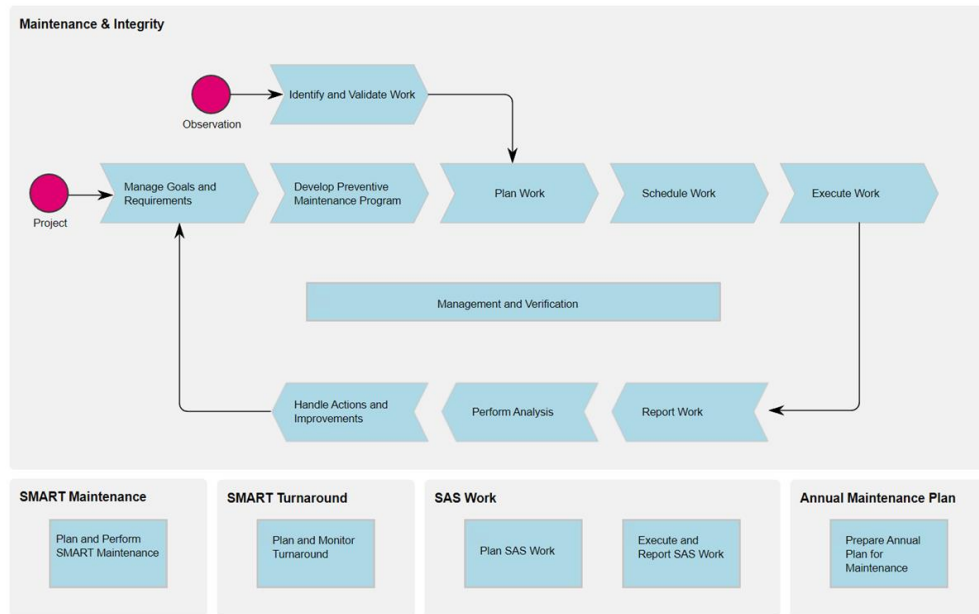 Maintenance & Integrity
Identify and Validate Work
Observation
Manage Goals and
Requirements
Develop Preventive
Maintenance Program
Plan Work
Schedule Work
Execute Work
Project
Management and Verification
Handle Actions and
Improvements
Perform Analysis
Report Work
SMART Maintenance
Plan and Perform
SMART Maintenance
SMART Turnaround
Plan and Monitor
Turnaround
SAS Work
Plan SAS Work
Execute and
Report SAS Work
Annual Maintenance Plan
Prepare Annual
Plan for
Maintenance